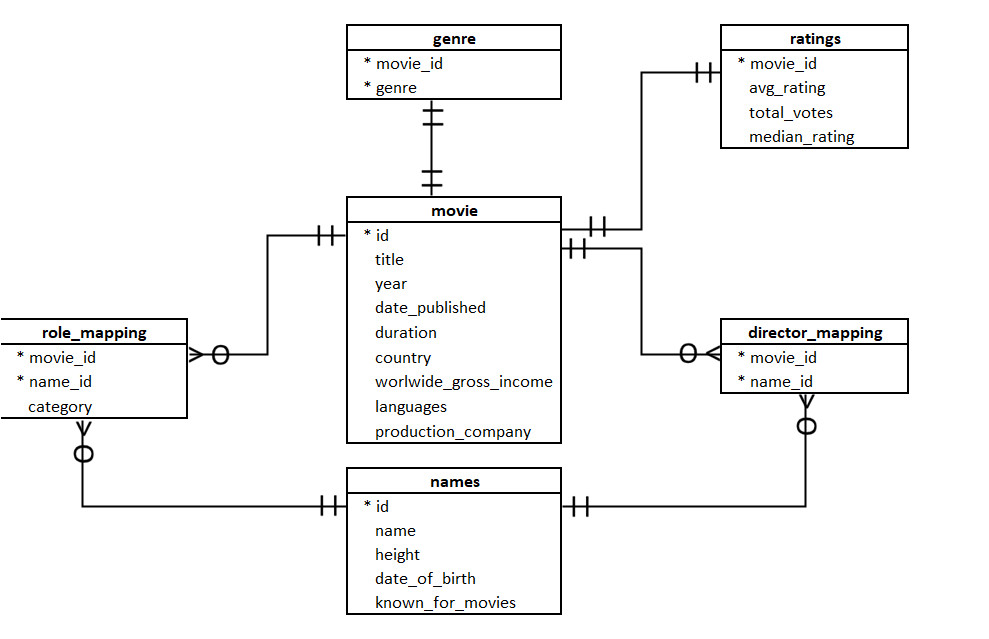 genre
* movie_id
* genre
ratings
* movie_id
avg_rating
total_votes
median_rating
movie
* id
title
year
date_published
duration
country
worlwide_gross_income
languages
production_company
role_mapping
* movie_id
* name_id
category
director_mapping
* movie_id
* name_id
names
* id
name
height
date_of_birth
known_for_movies